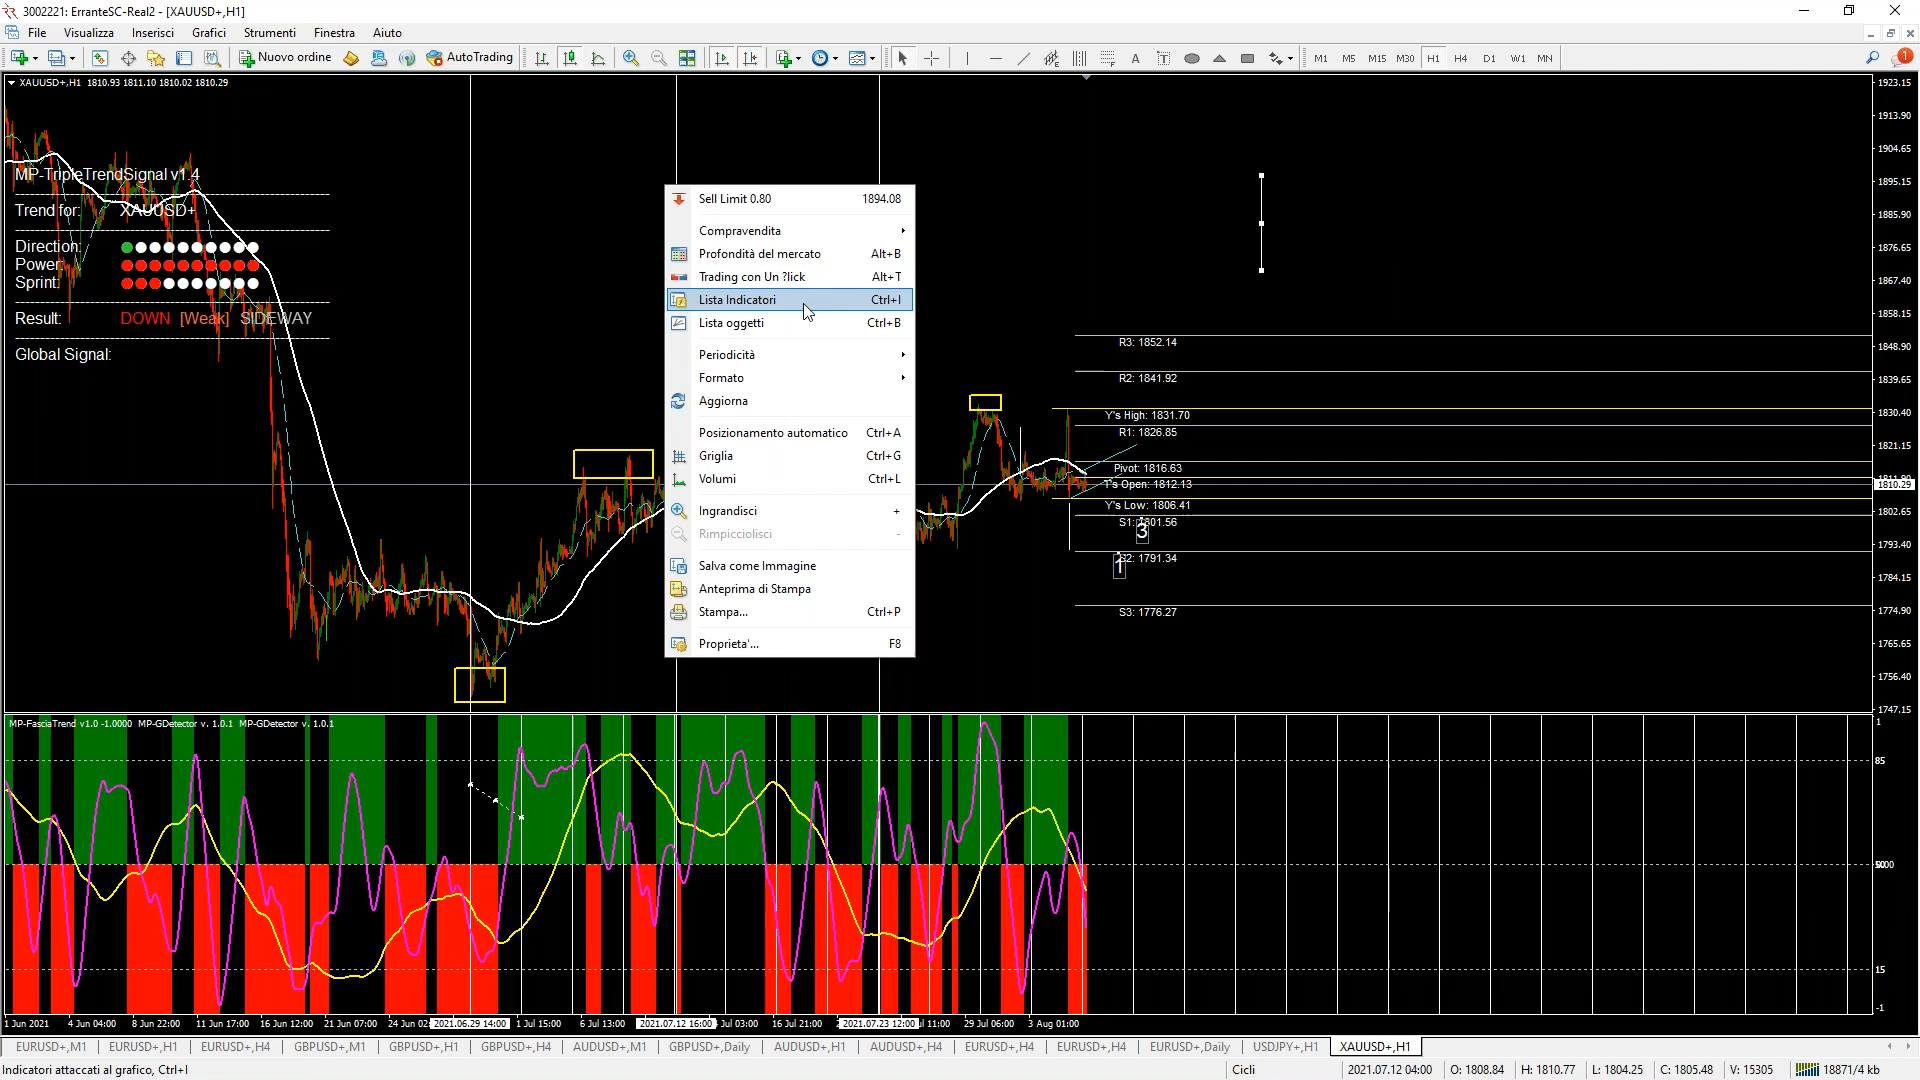 3002221: ErranteSC-Real2 - [XAUUSD+,H1]
File Visualizza Inserisci Grafici Strumenti Finestra Aiuto
Nuovo ordine AutoTrading A T M1 M5 M15 M30 H1 H4 D1 W1 MN 1
XAUUSD+,H1 1810.93 1811.10 1810.02 1810.29
MP-TripleTrendSignal v1.4
Trend for: XAUUSD+
Direction:
Power:
Sprint:
Result: DOWN [Weak] SIDEWAY
Global Signal:
Sell Limit 0.80 1894.08
Compravendita
Profondità del mercato Alt+B
Trading con Un ?lick Alt+T
Lista Indicatori Ctrl+I
Lista oggetti Ctrl+B
Periodicità
Formato
Aggiorna
Posizionamento automatico Ctrl+A
Griglia Ctrl+G
Volumi Ctrl+L
Ingrandisci +
Rimpicciolisci -
Salva come Immagine
Anteprima di Stampa
Stampa... Ctrl+P
Proprieta'... F8
R3: 1852.14
R2: 1841.92
Y's High: 1831.70
R1: 1826.85
Pivot: 1816.63
T's Open: 1812.13
Y's Low: 1806.41
S1: 1801.56
3
S2: 1791.34
1
S3: 1776.27
1923.15
1913.90
1904.65
1895.15
1885.90
1876.65
1867.40
1858.15
1848.90
1839.65
1830.40
1821.15
1810.29
1802.65
1793.40
1784.15
1774.90
1765.65
1756.40
1747.15
MP-FasciaTrend v1.0 -1.0000 MP-GDetector v. 1.0.1 MP-GDetector v. 1.0.1
1
85
15
-1
1 Jun 2021 4 Jun 04:00 8 Jun 22:00 11 Jun 17:00 16 Jun 12:00 21 Jun 07:00 24 Jun 02: 2021.06.29 14:00 1 Jul 15:00 6 Jul 13:00 2021.07.12 16:00 Jul 03:00 16 Jul 21:00 2021.07.23 12:00 11:00 29 Jul 06:00 3 Aug 01:00
EURUSD+,M1 EURUSD+,H1 EURUSD+,H4 GBPUSD+,M1 GBPUSD+,H1 GBPUSD+,H4 AUDUSD+,M1 GBPUSD+,Daily AUDUSD+,H1 AUDUSD+,H4 EURUSD+,H4 EURUSD+,H4 EURUSD+,Daily USDJPY+,H1 XAUUSD+,H1
Indicatori attaccati al grafico, Ctrl+I Cicli 2021.07.12 04:00 O: 1808.84 H: 1810.77 L: 1804.25 C: 1805.48 V: 15305 18871/4 kb